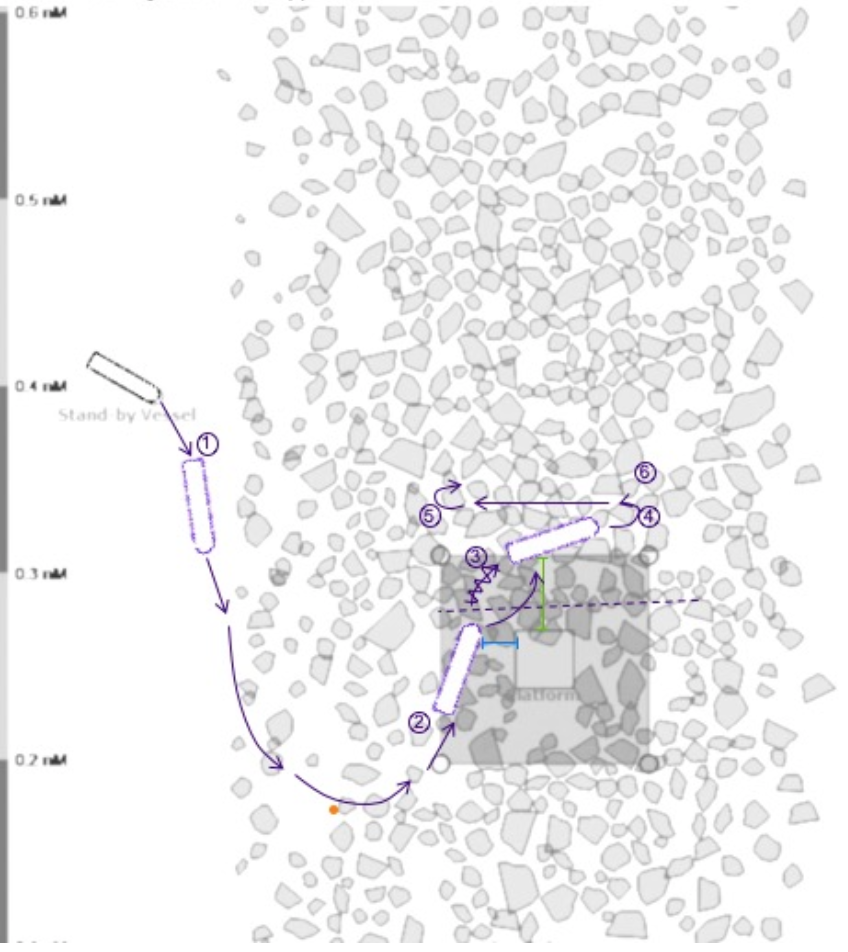 0.6 nM
0.5 nM
0.4 nM
Stand-by Vessel
①
⑥
⑤
④
③
0.3 nM
Platform
②
0.2 nM